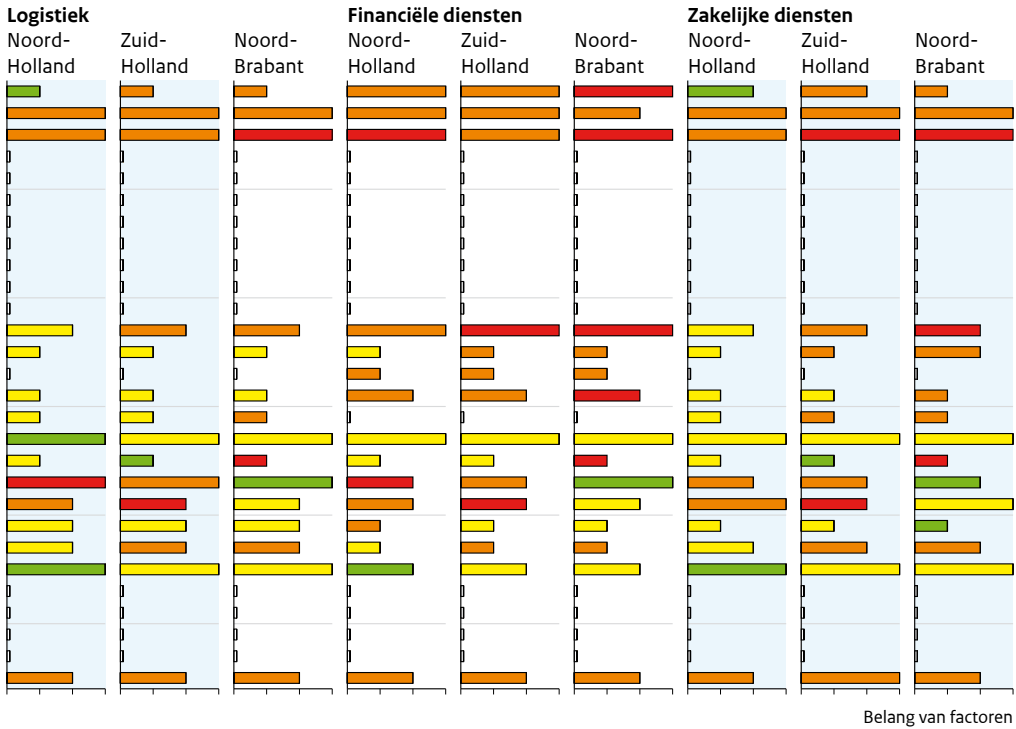 Logistiek
Financiële diensten
Zakelijke diensten
Noord-
Holland
Zuid-
Holland
Noord-
Brabant
Noord-
Holland
Zuid-
Holland
Noord-
Brabant
Noord-
Holland
Zuid-
Holland
Noord-
Brabant
Belang van factoren